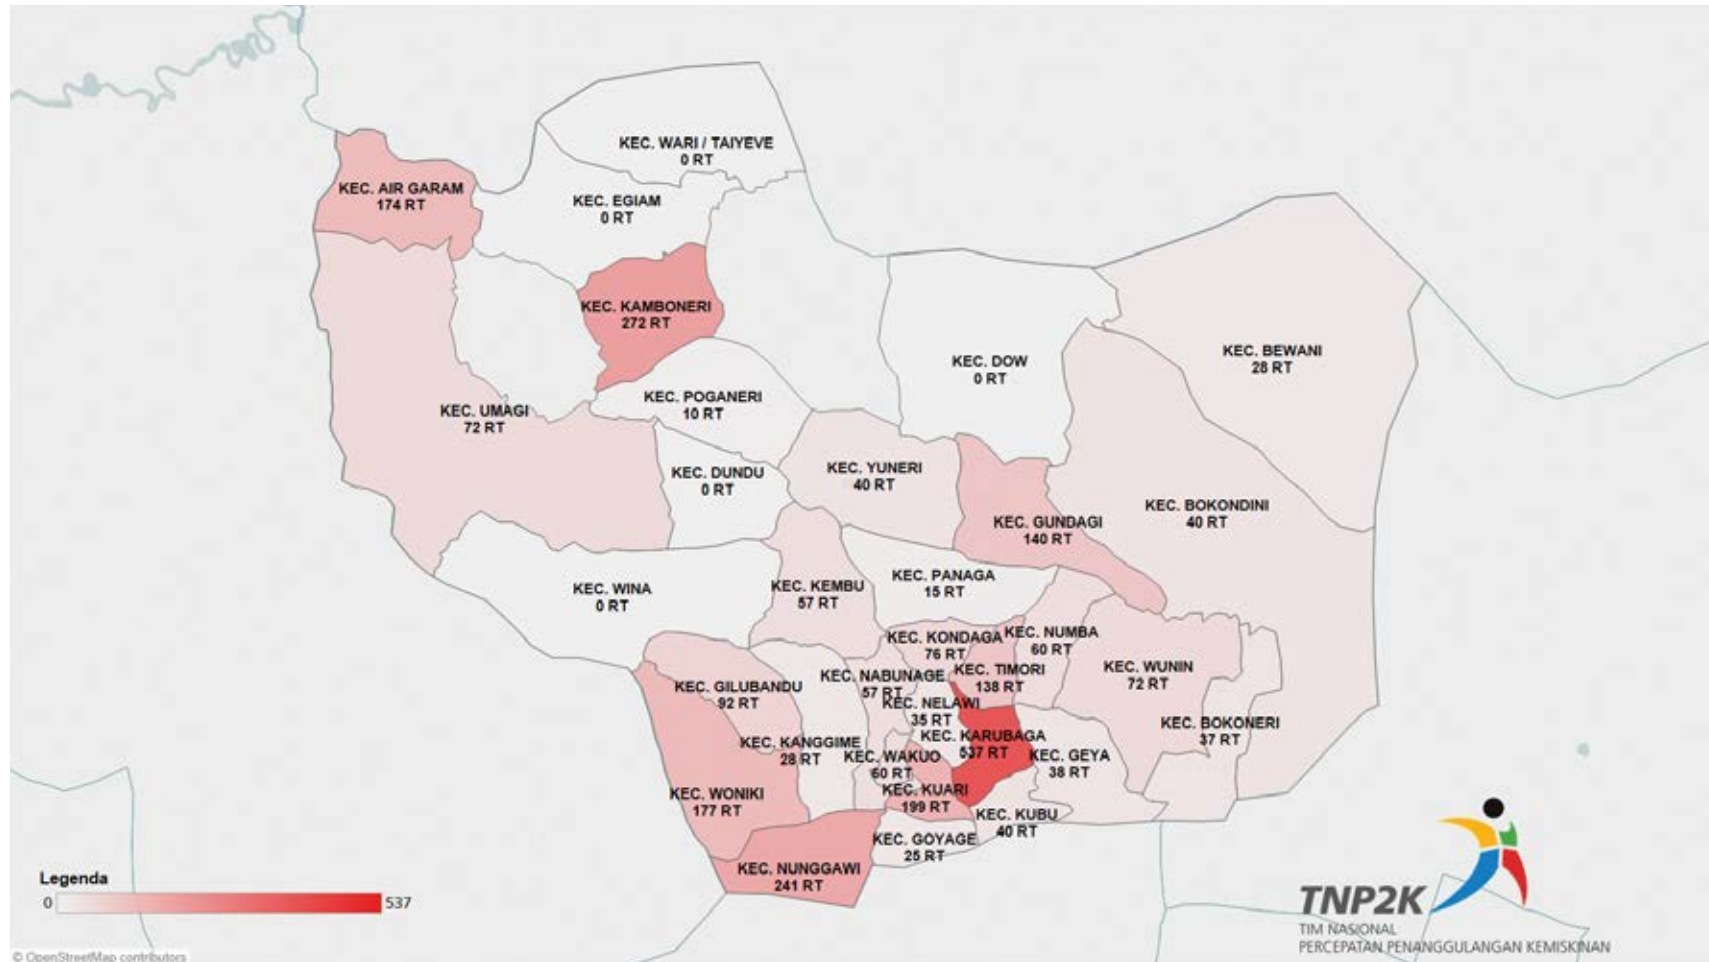 KEC. WARI / TAIYEVE
0 RT
KEC. AIR GARAM
174 RT
KEC. EGIAM
0 RT
KEC. KAMBONERI
272 RT
KEC. DOW
0 RT
KEC. BEWANI
28 RT
KEC. POGANERI
10 RT
KEC. UMAGI
72 RT
KEC. DUNDU
0 RT
KEC. YUNERI
40 RT
KEC. BOKONDINI
40 RT
KEC. GUNDAGI
140 RT
KEC. WINA
0 RT
KEC. KEMBU
57 RT
KEC. PANAGA
15 RT
KEC. KONDAGA
76 RT
KEC. NUMBA
60 RT
KEC. WUNIN
72 RT
KEC. TIMORI
138 RT
KEC. NABUNAGE
57 RT
KEC. GILUBANDU
92 RT
KEC. NELAWI
35 RT
KEC. BOKONERI
37 RT
KEC. KARUBAGA
537 RT
KEC. KANGGIME
28 RT
KEC. WAKUO
60 RT
KEC. GEYA
38 RT
KEC. WONIKI
177 RT
KEC. KUARI
199 RT
KEC. KUBU
40 RT
KEC. GOYAGE
25 RT
KEC. NUNGGAWI
241 RT
Legenda
0 537
TNP2K
TIM NASIONAL
PERCEPATAN PENANGGULANGAN KEMISKINAN
© OpenStreetMap contributors